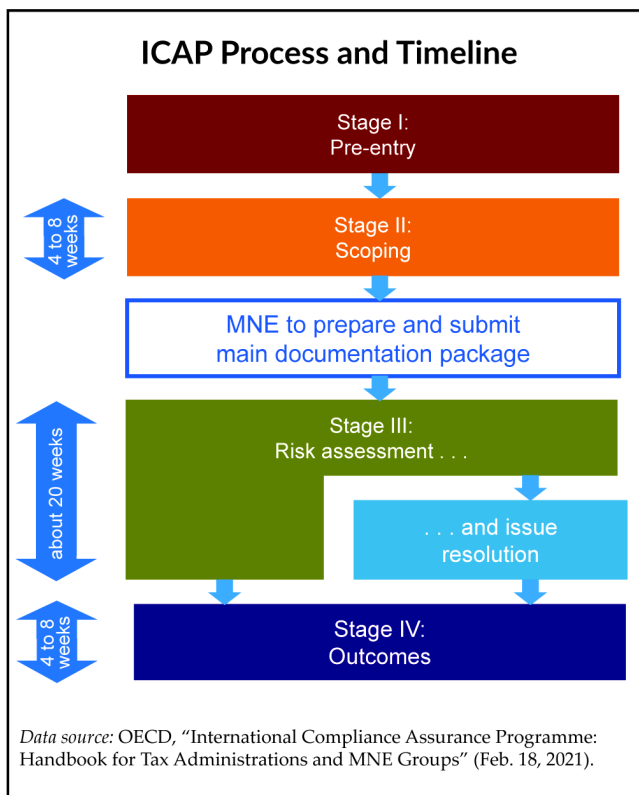 ICAP Process and Timeline
Stage I:
Pre-entry
4 to 8
weeks
Stage II:
Scoping
MNE to prepare and submit
main documentation package
about 20 weeks
Stage III:
Risk assessment . . .
. . . and issue
resolution
4 to 8
weeks
Stage IV:
Outcomes
Data source: OECD, “International Compliance Assurance Programme:
Handbook for Tax Administrations and MNE Groups” (Feb. 18, 2021).